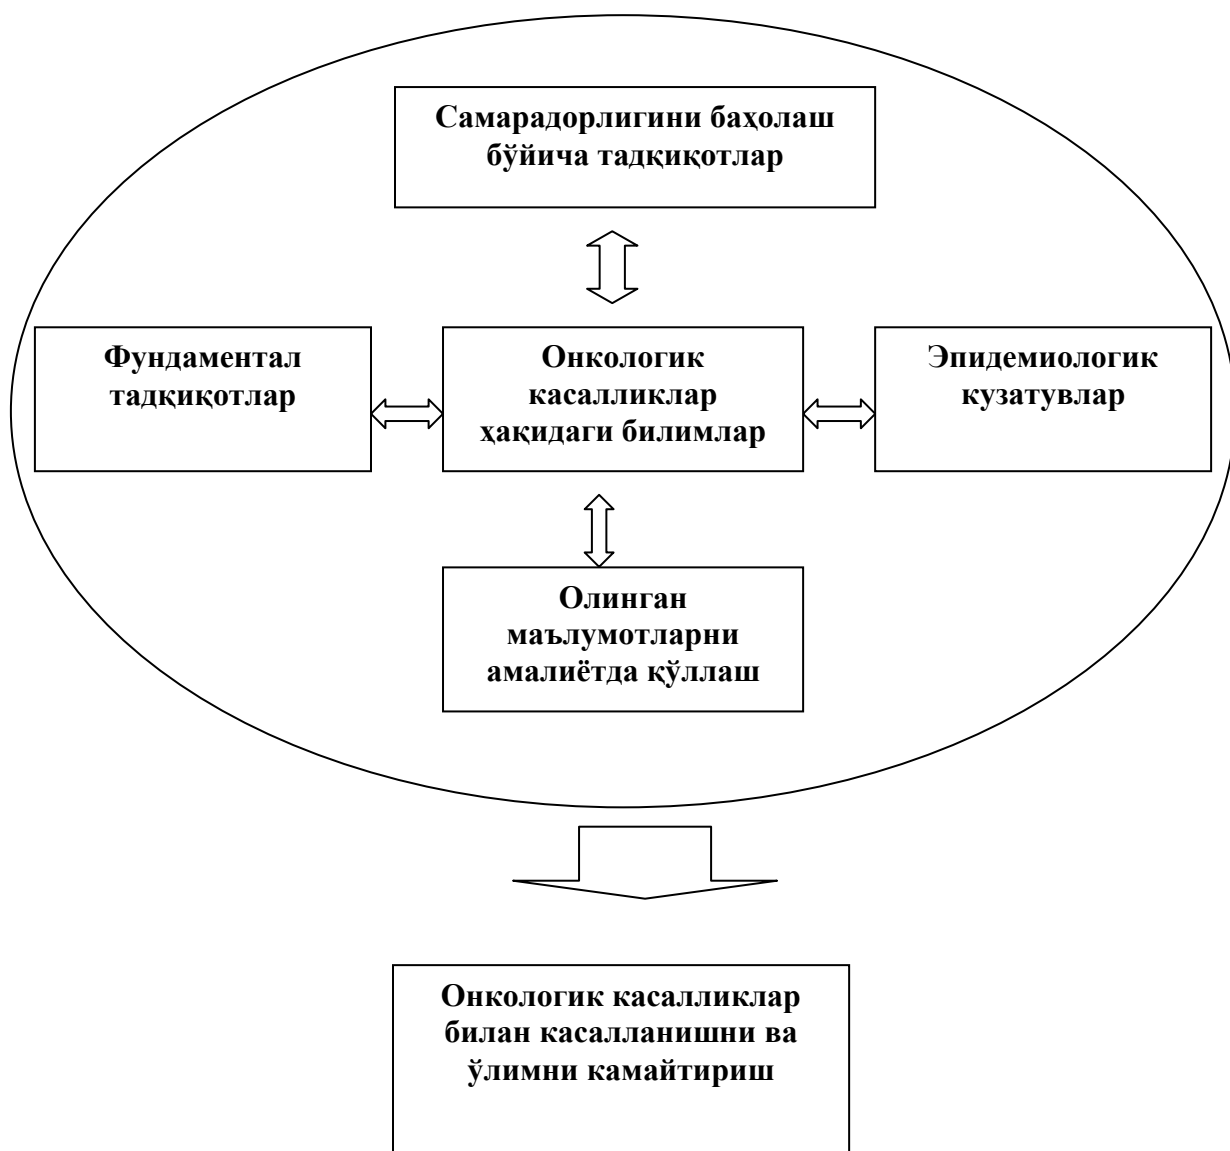 Самарадорлигини баҳолаш
бўйича тадқиқотлар
Фундаментал
тадқиқотлар
Онкологик
касалликлар
ҳақидаги билимлар
Эпидемиологик
кузатувлар
Олинган
маълумотларни
амалиётда қўллаш
Онкологик касалликлар
билан касалланишни ва
ўлимни камайтириш